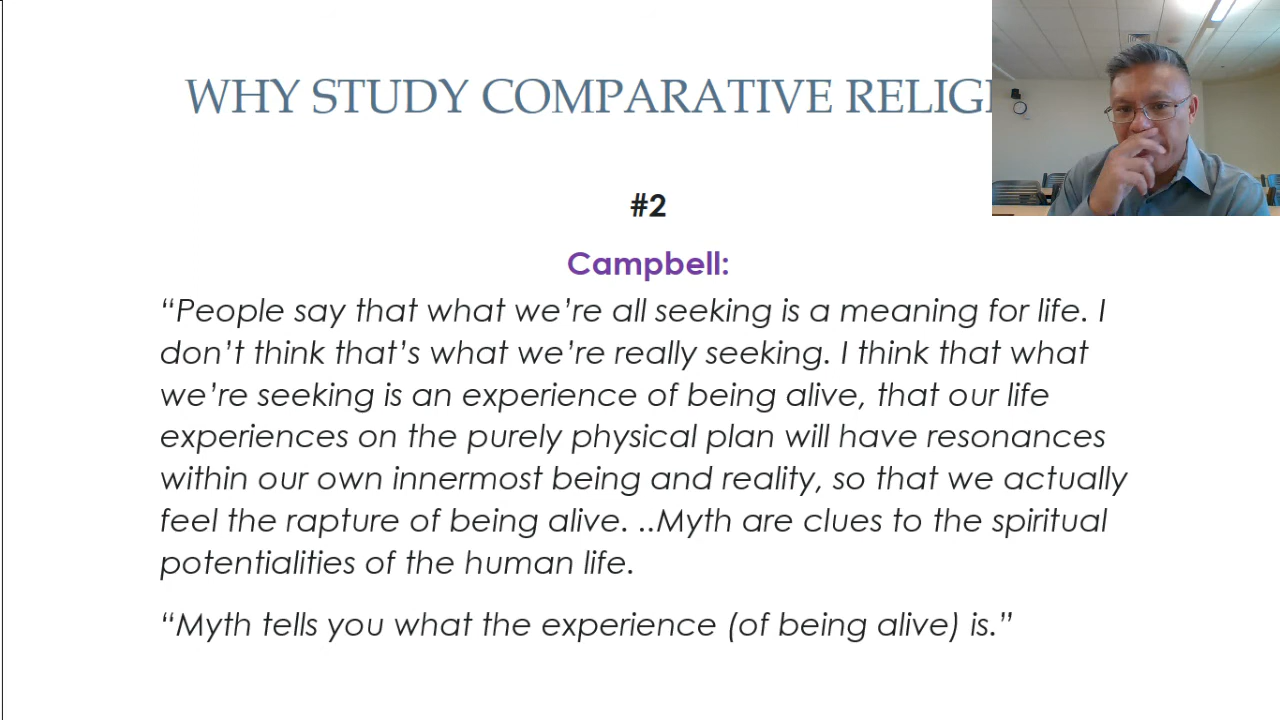 WHY STUDY COMPARATIVE
#2
Campbell:
“People say that what we’re all seeking is a meaning for life. I
don’t think that’s what we’re really seeking. I think that what
we’re seeking is an experience of being alive, that our life
experiences on the purely physical plan will have resonances
within our own innermost being and reality, so that we actually
feel the rapture of being alive. ..Myth are clues to the spiritual
potentialities of the human life.
“Myth tells you what the experience (of being alive) is.”